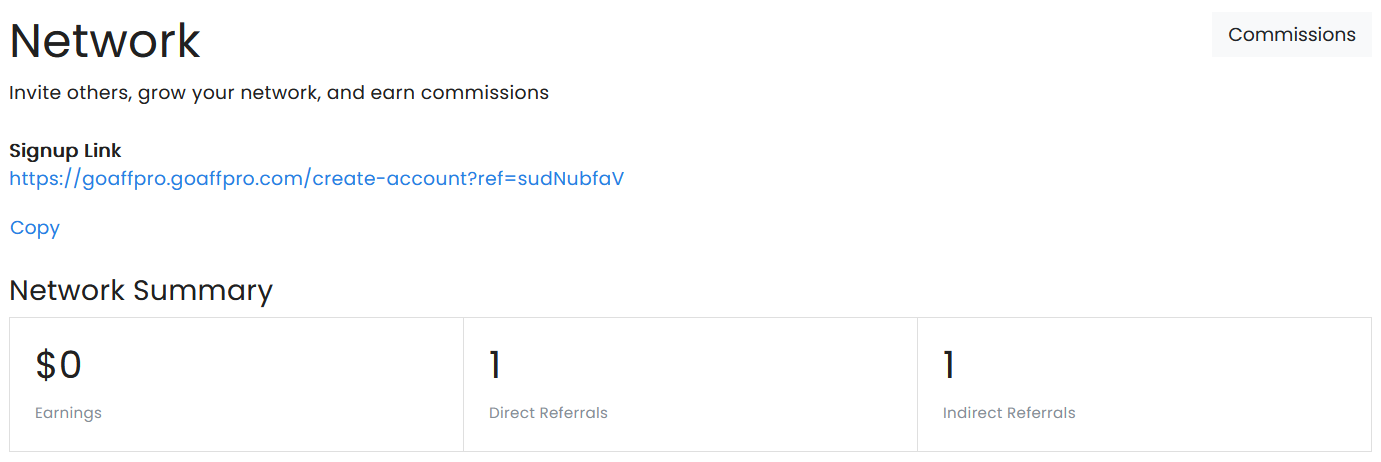 Network
Commissions
Invite others, grow your network, and earn commissions
Signup Link
https://goaffpro.goaffpro.com/create-account?ref=sudNubfaV
Copy
Network Summary
$0
Earnings
1
Direct Referrals
1
Indirect Referrals